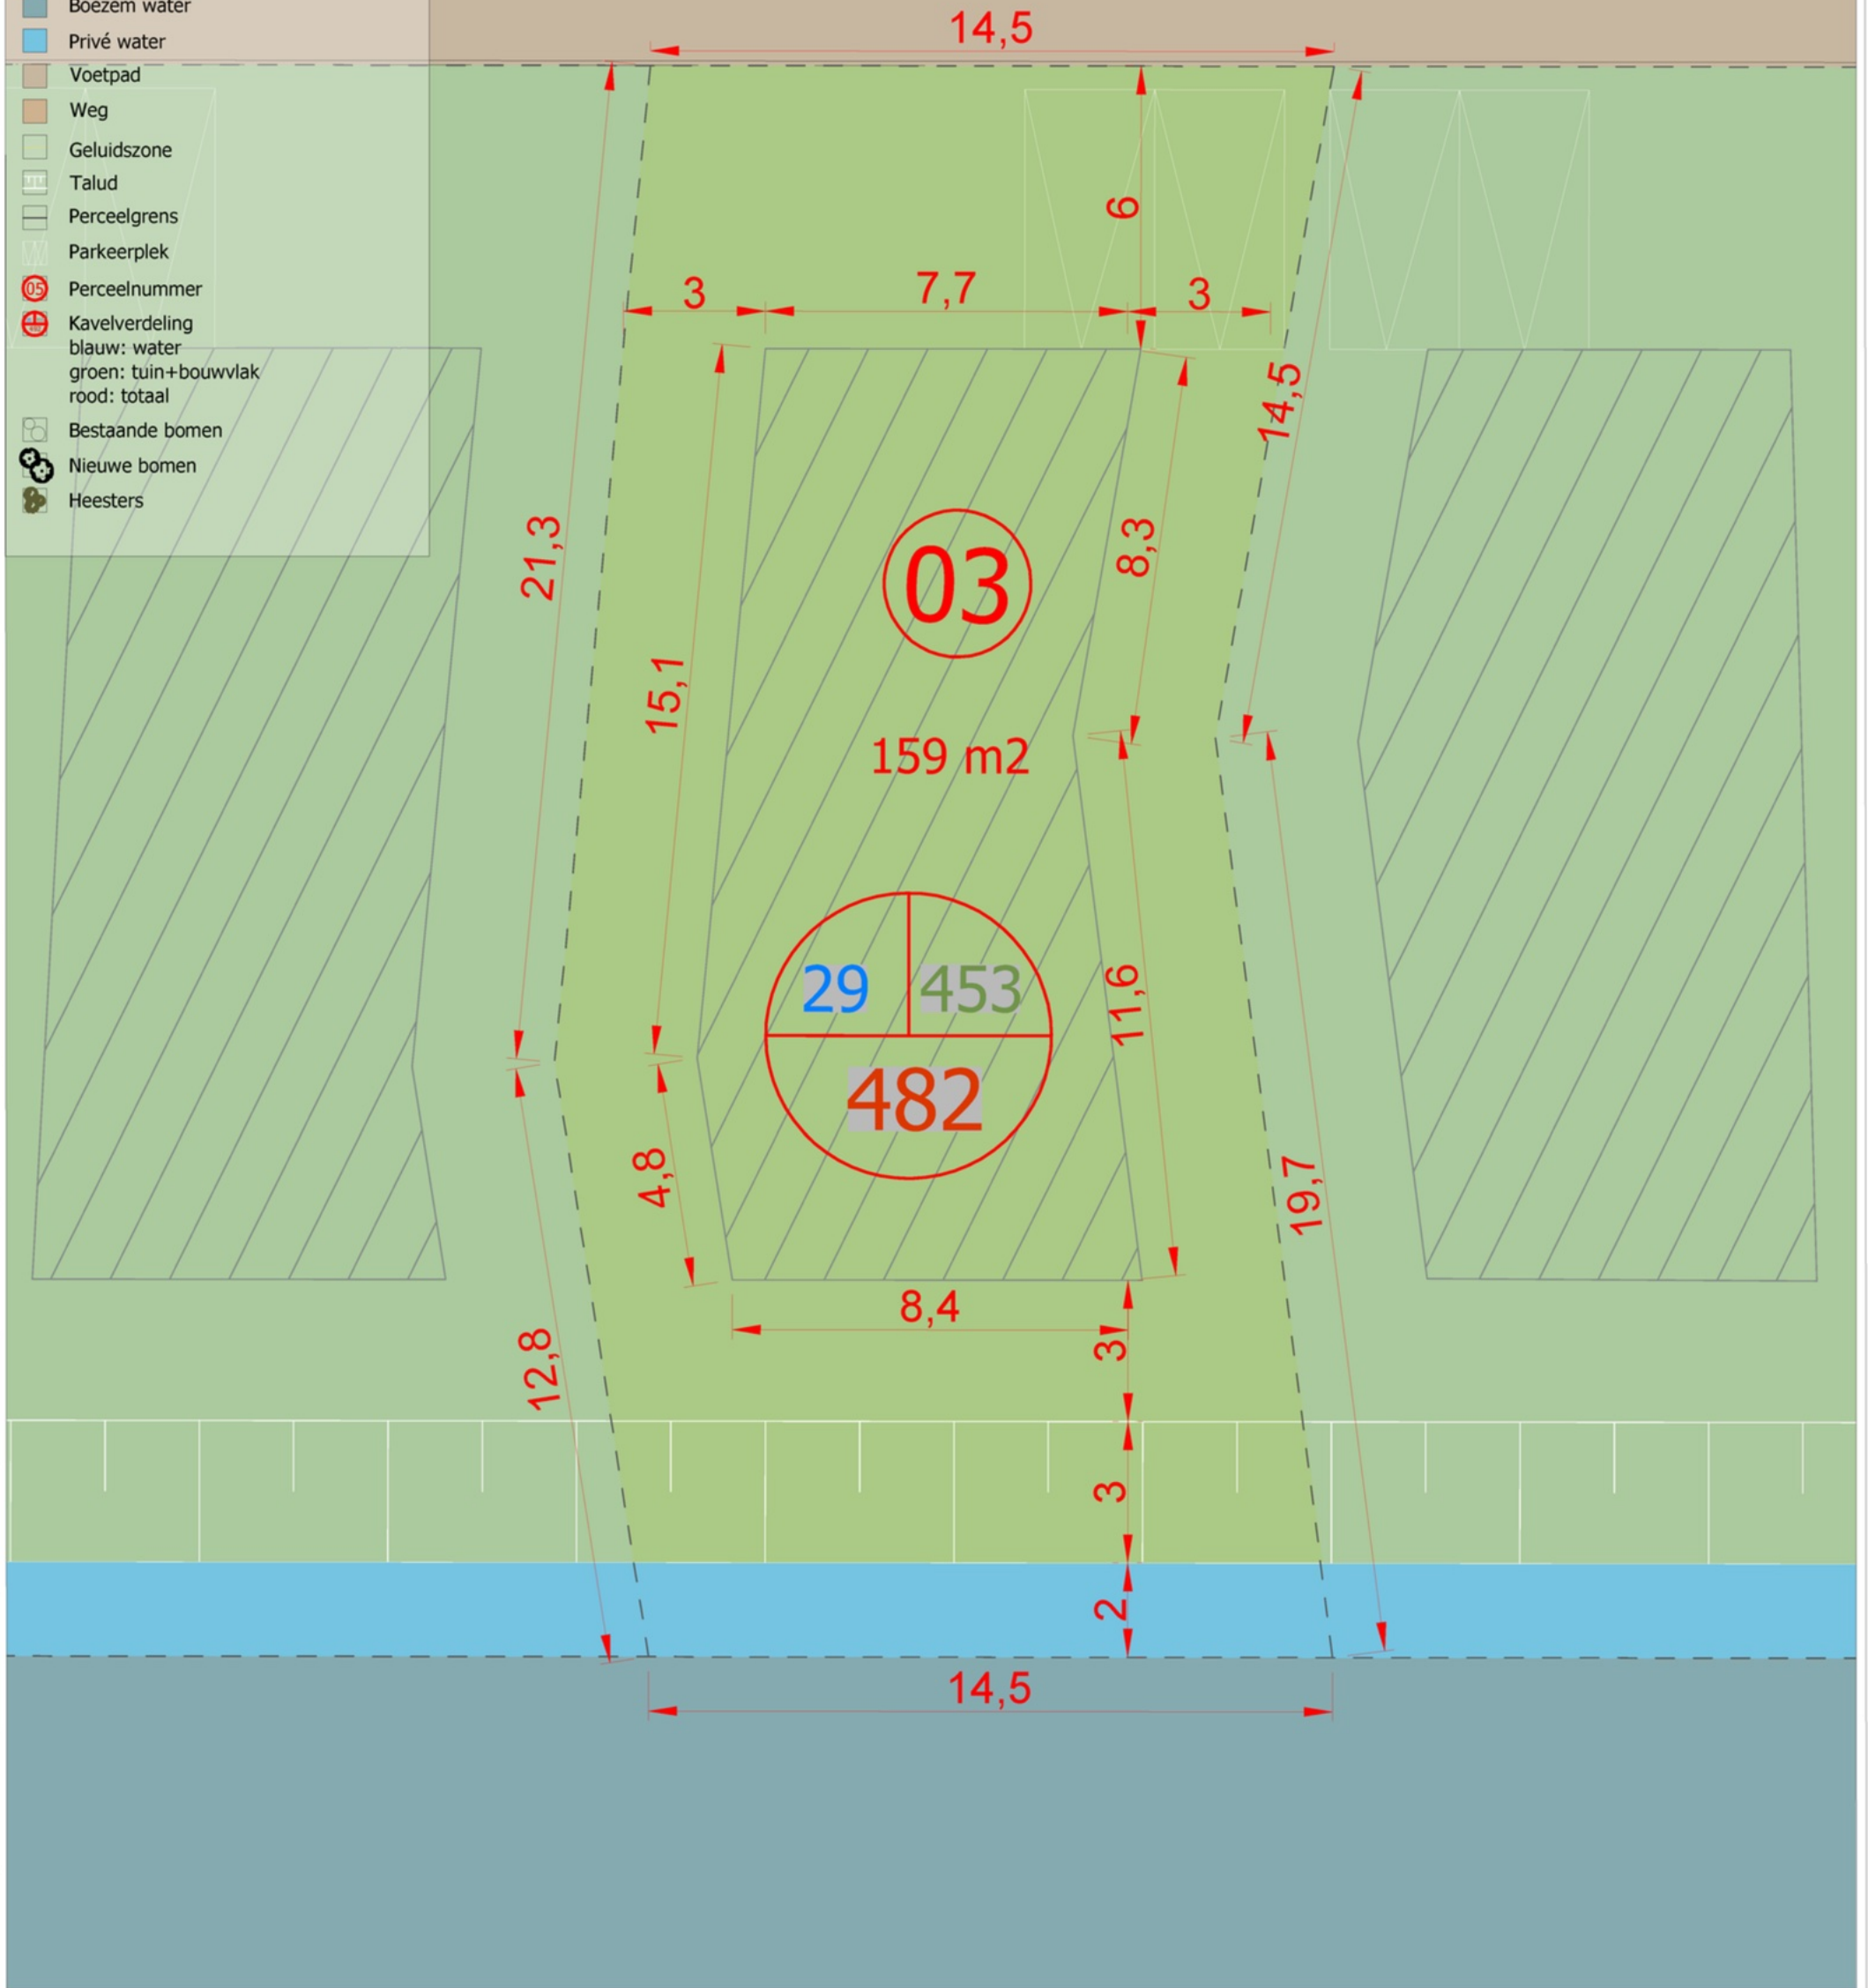 Boezem water
Privé water
Voetpad
Weg
Geluidszone
Talud
Perceelgrens
Parkeerplek
05 Perceelnummer
Kavelverdeling
blauw: water
groen: tuin+bouwvlak
rood: totaal
Bestaande bomen
Nieuwe bomen
Heesters
14,5
6
3
7,7
3
14,5
21,3
15,1
8,3
03
159 m2
29
453
482
11,6
4,8
19,7
12,8
8,4
3
3
2
14,5